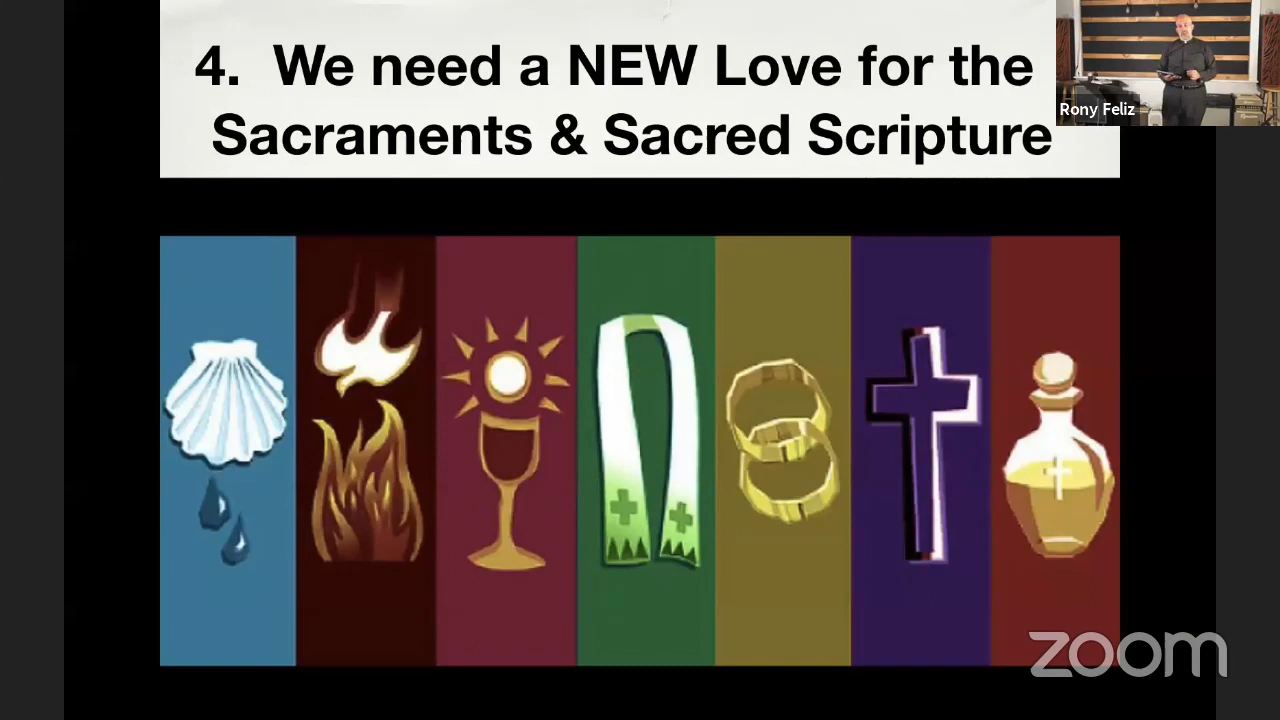 4. We need a NEW Love for the
Sacraments & Sacred Scripture
Rony Feliz
zoom